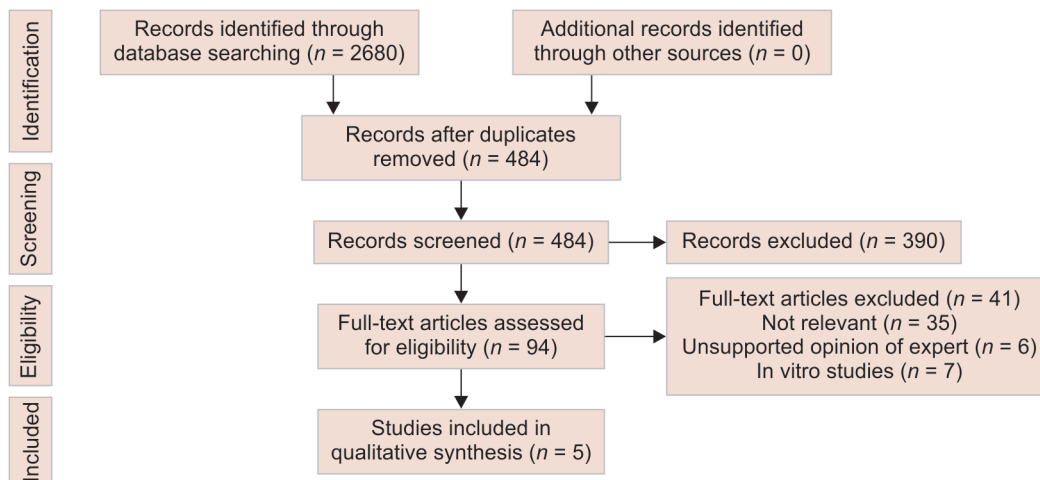 Identification
Records identified through
database searching (n = 2680)
Additional records identified
through other sources (n = 0)
Records after duplicates
removed (n = 484)
Screening
Records screened (n = 484)
Records excluded (n = 390)
Eligibility
Full-text articles assessed
for eligibility (n = 94)
Full-text articles excluded (n = 41)
Not relevant (n = 35)
Unsupported opinion of expert (n = 6)
In vitro studies (n = 7)
Included
Studies included in
qualitative synthesis (n = 5)